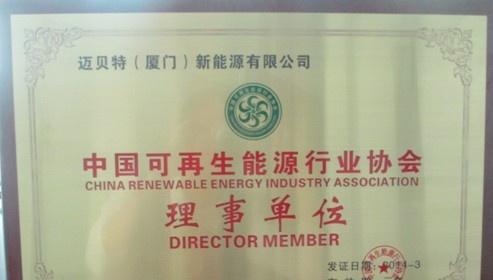 迈贝特（厦门）新能源有限公司
中国可再生能源行业协会
CHINA RENEWABLE ENERGY INDUSTRY ASSOCIATION
理事单位
DIRECTOR MEMBER
发证日期：2014-3